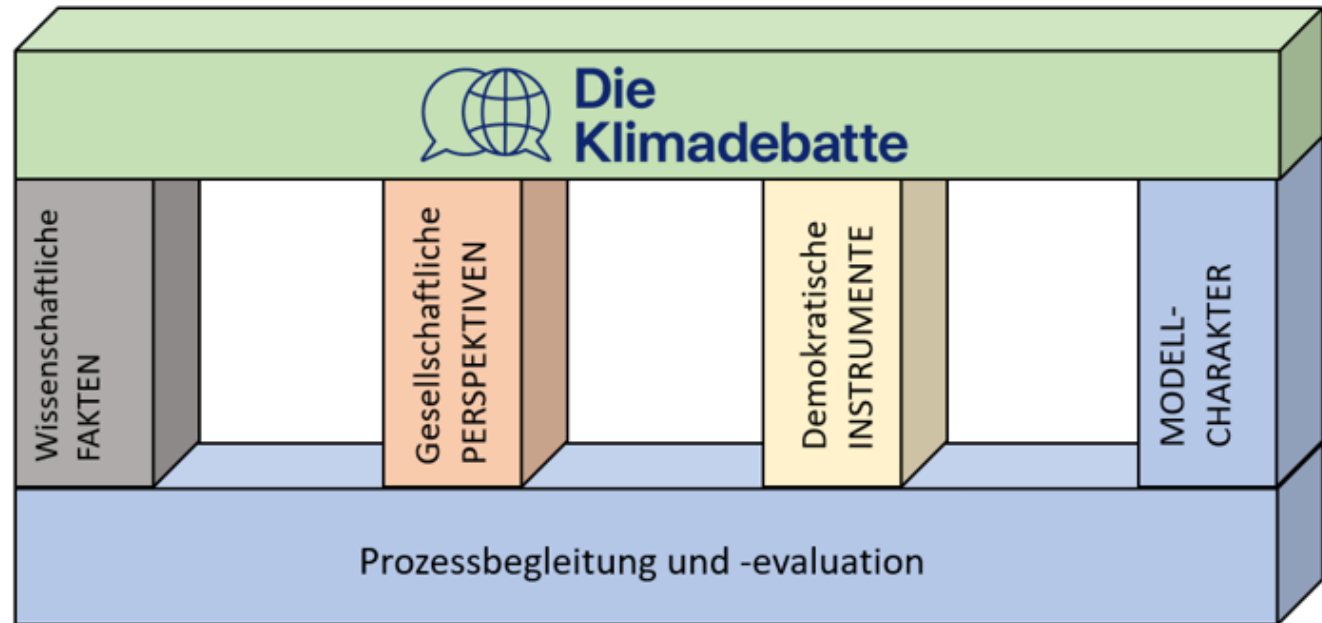 Die
Klimadebatte
Wissenschaftliche
FAKTEN
Gesellschaftliche
PERSPEKTIVEN
Demokratische
INSTRUMENTE
MODELL-
CHARAKTER
Prozessbegleitung und -evaluation